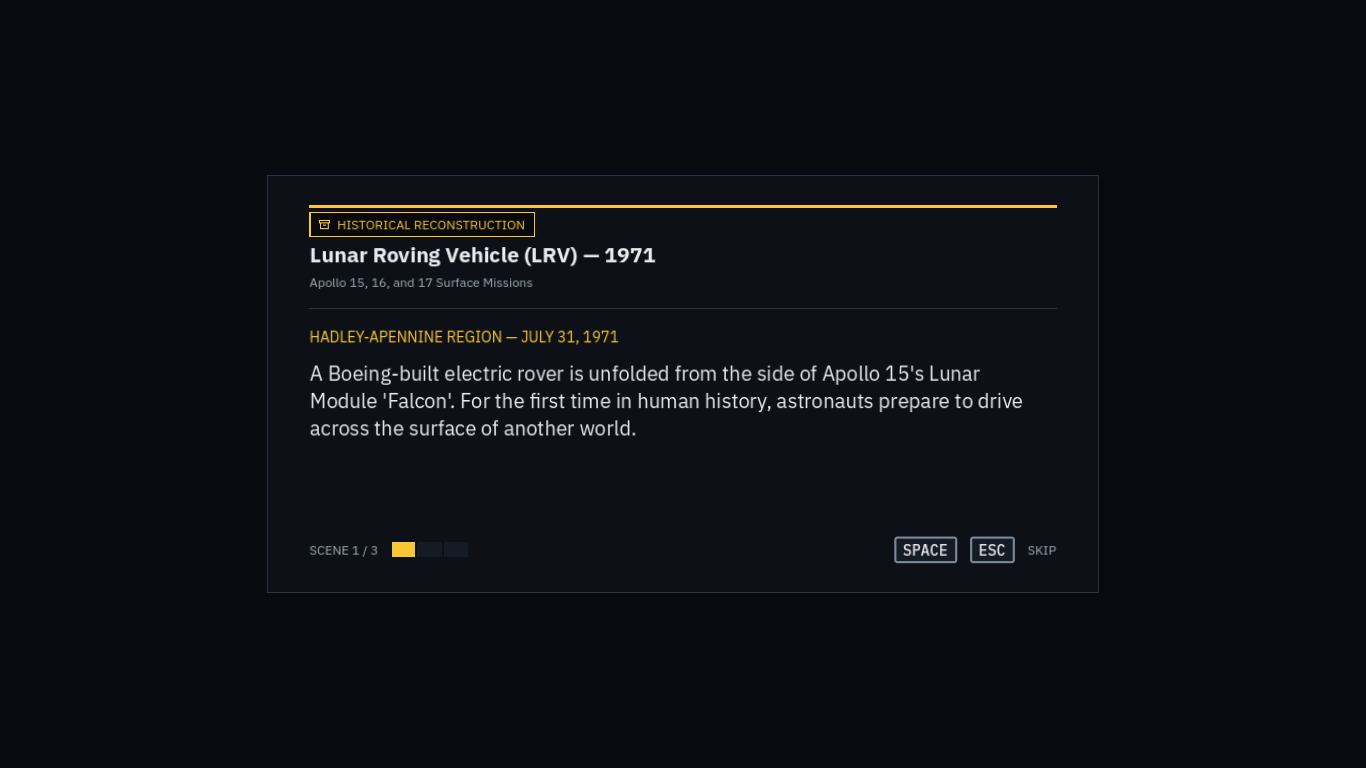 HISTORICAL RECONSTRUCTION
Lunar Roving Vehicle (LRV) — 1971
Apollo 15, 16, and 17 Surface Missions
HADLEY-APENNINE REGION — JULY 31, 1971
A Boeing-built electric rover is unfolded from the side of Apollo 15's Lunar
Module 'Falcon'. For the first time in human history, astronauts prepare to drive
across the surface of another world.
SCENE 1 / 3 SPACE ESC SKIP